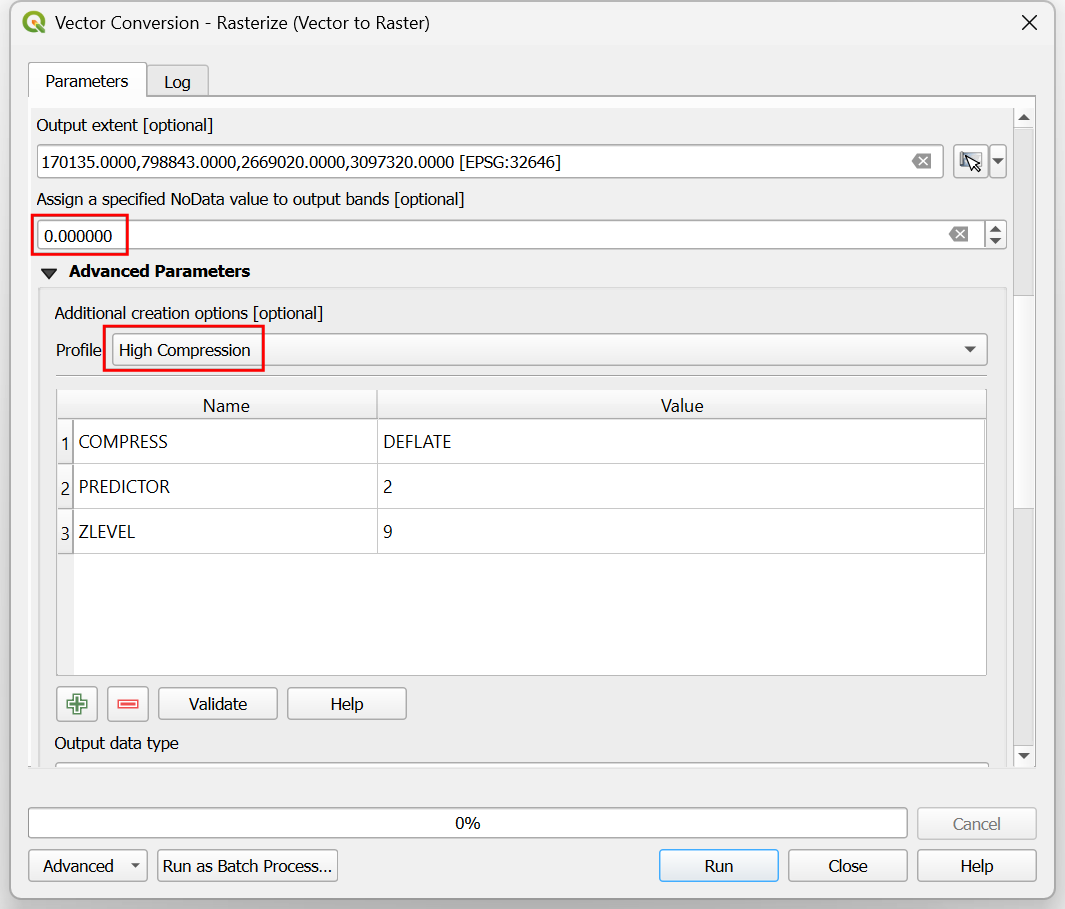 Vector Conversion - Rasterize (Vector to Raster)
Parameters
Log
Output extent [optional]
170135.0000,798843.0000,2669020.0000,3097320.0000 [EPSG:32646]
Assign a specified NoData value to output bands [optional]
0.000000
Advanced Parameters
Additional creation options [optional]
Profile High Compression
Name Value
1 COMPRESS DEFLATE
2 PREDICTOR 2
3 ZLEVEL 9
Validate Help
Output data type
0% Cancel
Advanced Run as Batch Process... Run Close Help